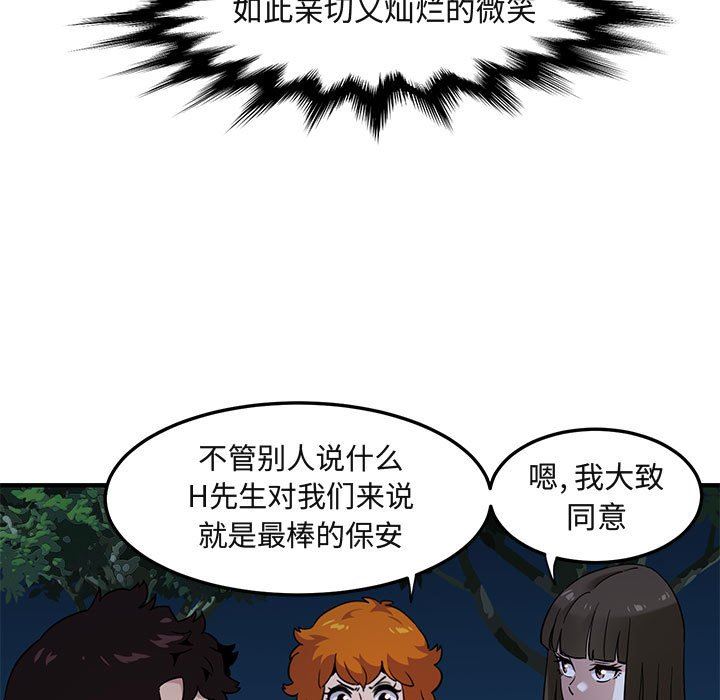 如此亲切又灿烂的微笑
不管别人说什么
H先生对我们来说
就是最棒的保安
嗯,我大致
同意